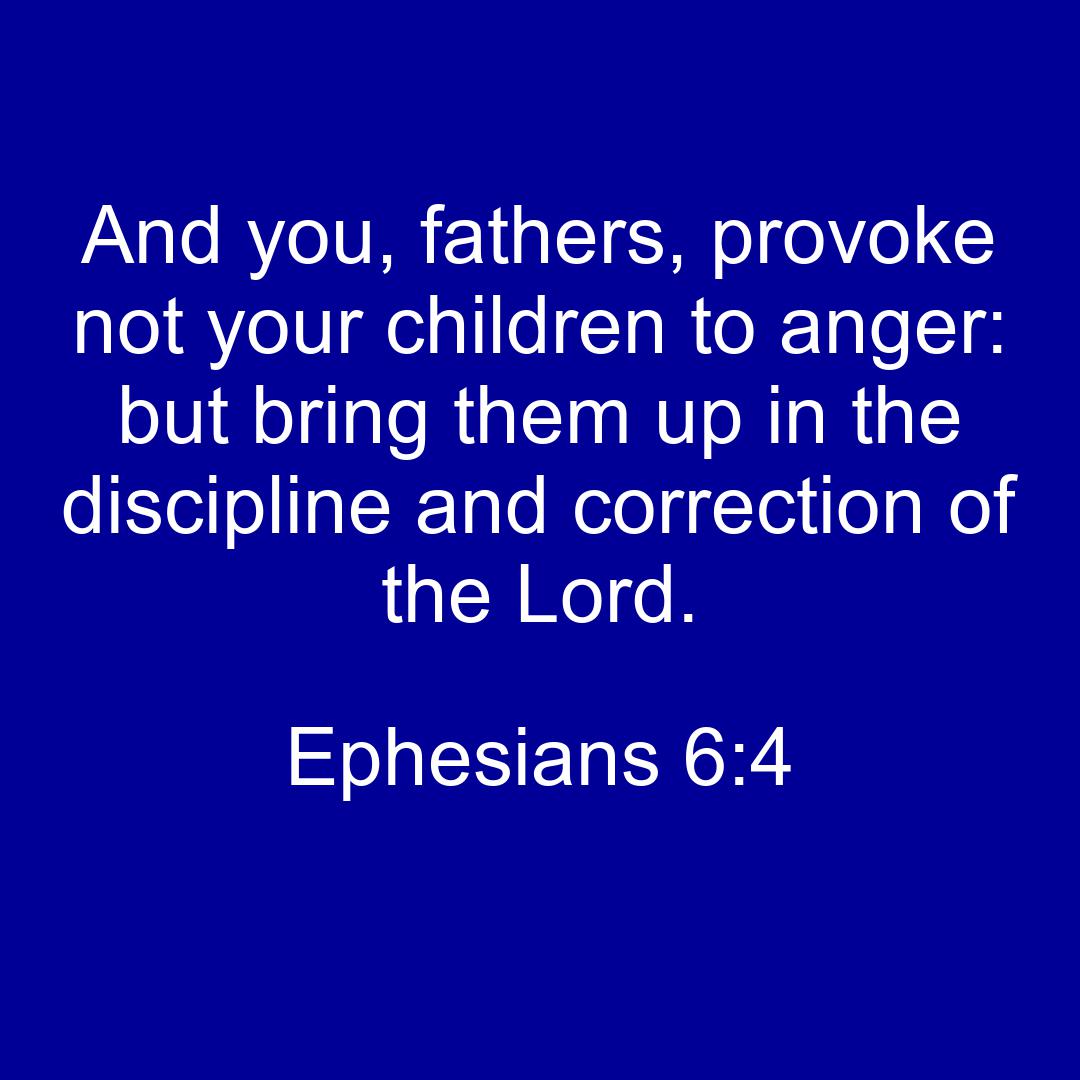 And you, fathers, provoke
not your children to anger:
but bring them up in the
discipline and correction of
the Lord.
Ephesians 6:4